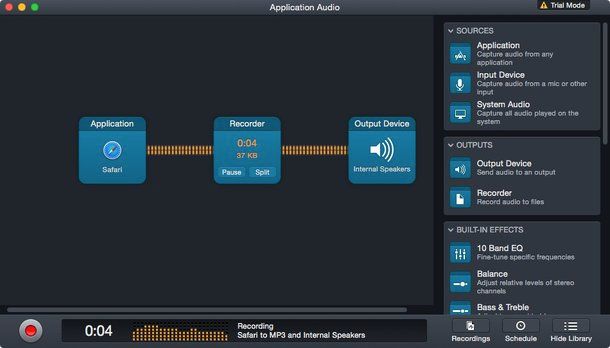 Application Audio
Trial Mode
Application
Safari
Recorder
0:04
37 KB
Pause
Split
Output Device
Internal Speakers
SOURCES
Application
Capture audio from any
application
Input Device
Capture audio from a mic or other
input
System Audio
Capture all audio played on the
system
OUTPUTS
Output Device
Send audio to an output
Recorder
Record audio to files
BUILT-IN EFFECTS
10 Band EQ
Fine-tune specific frequencies
Balance
Adjust relative levels of stereo
channels
Bass & Treble
0:04
Recording
Safari to MP3 and Internal Speakers
Recordings
Schedule
Hide Library